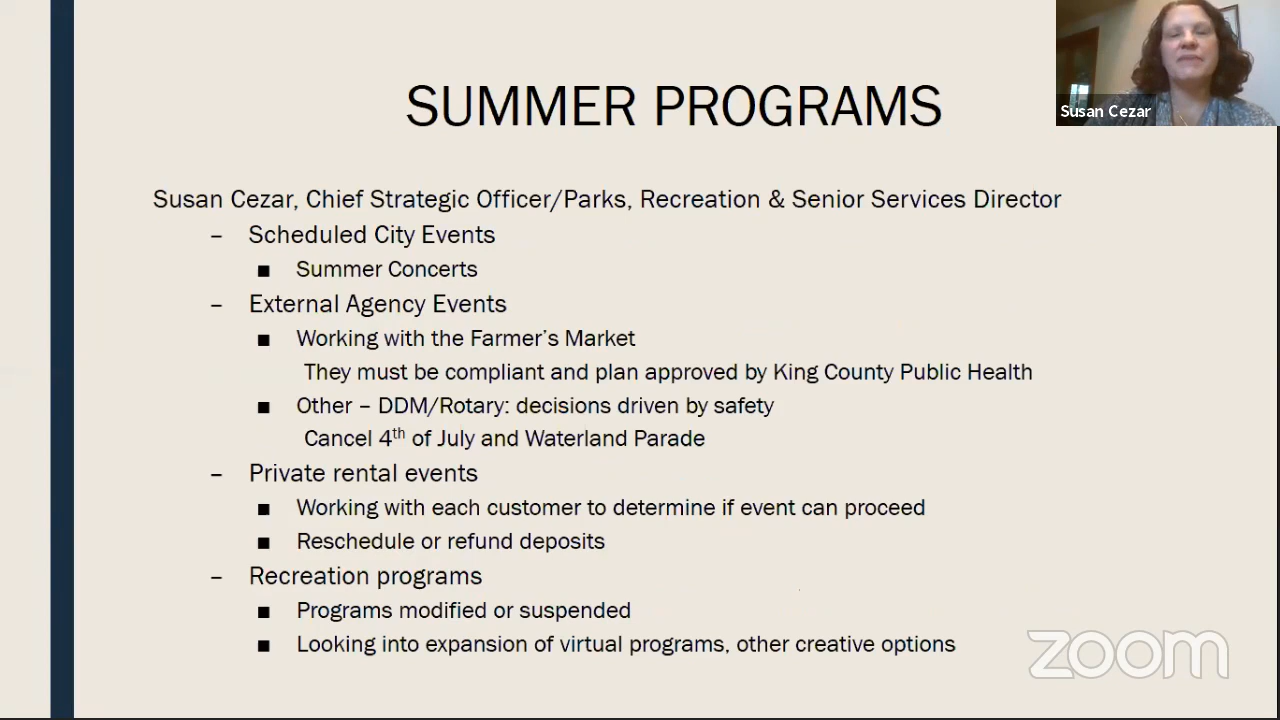 SUMMER PROGRAMS
Susan Cezar
Susan Cezar, Chief Strategic Officer/Parks, Recreation & Senior Services Director
– Scheduled City Events
■ Summer Concerts
– External Agency Events
■ Working with the Farmer’s Market
They must be compliant and plan approved by King County Public Health
■ Other – DDM/Rotary: decisions driven by safety
Cancel 4th of July and Waterland Parade
– Private rental events
■ Working with each customer to determine if event can proceed
■ Reschedule or refund deposits
– Recreation programs
■ Programs modified or suspended
■ Looking into expansion of virtual programs, other creative options
zoom